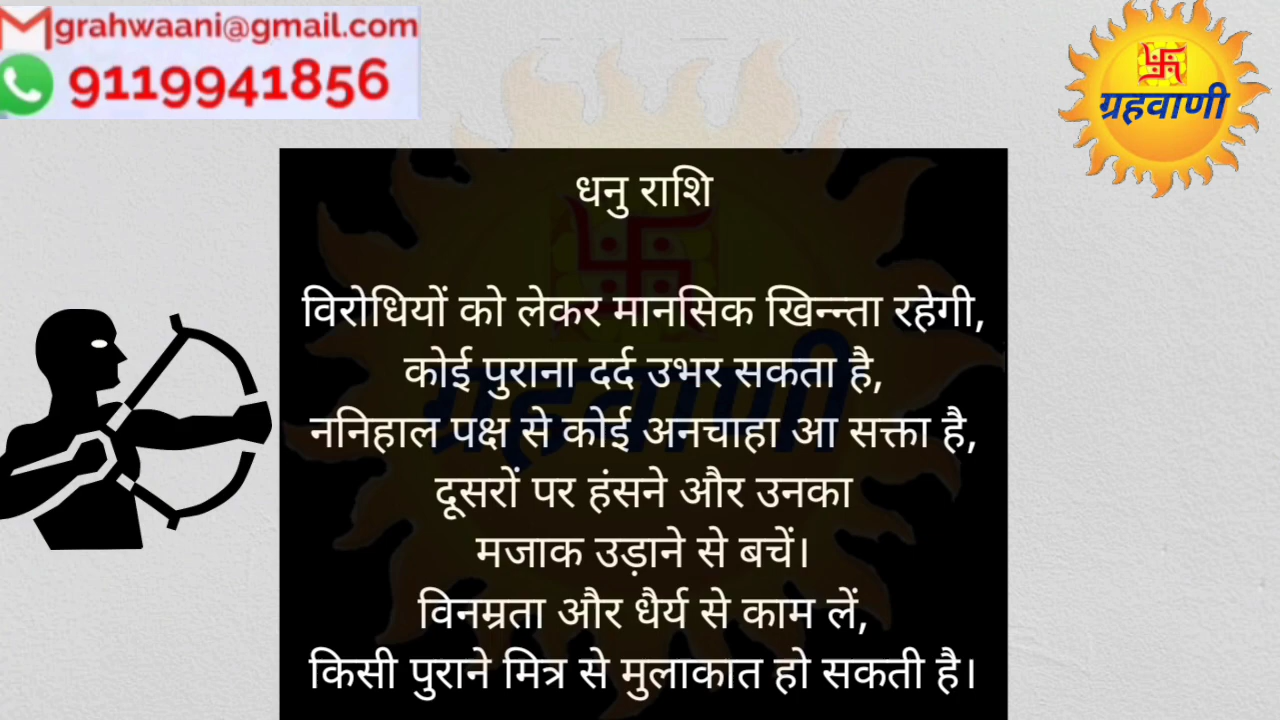 grahwaani@gmail.com
9119941856
ग्रहवाणी
धनु राशि
विरोधियों को लेकर मानसिक खिन्न्ता रहेगी,
कोई पुराना दर्द उभर सकता है,
ननिहाल पक्ष से कोई अनचाहा आ सक्ता है,
दूसरों पर हंसने और उनका
मजाक उड़ाने से बचें।
विनम्रता और धैर्य से काम लें,
किसी पुराने मित्र से मुलाकात हो सकती है।